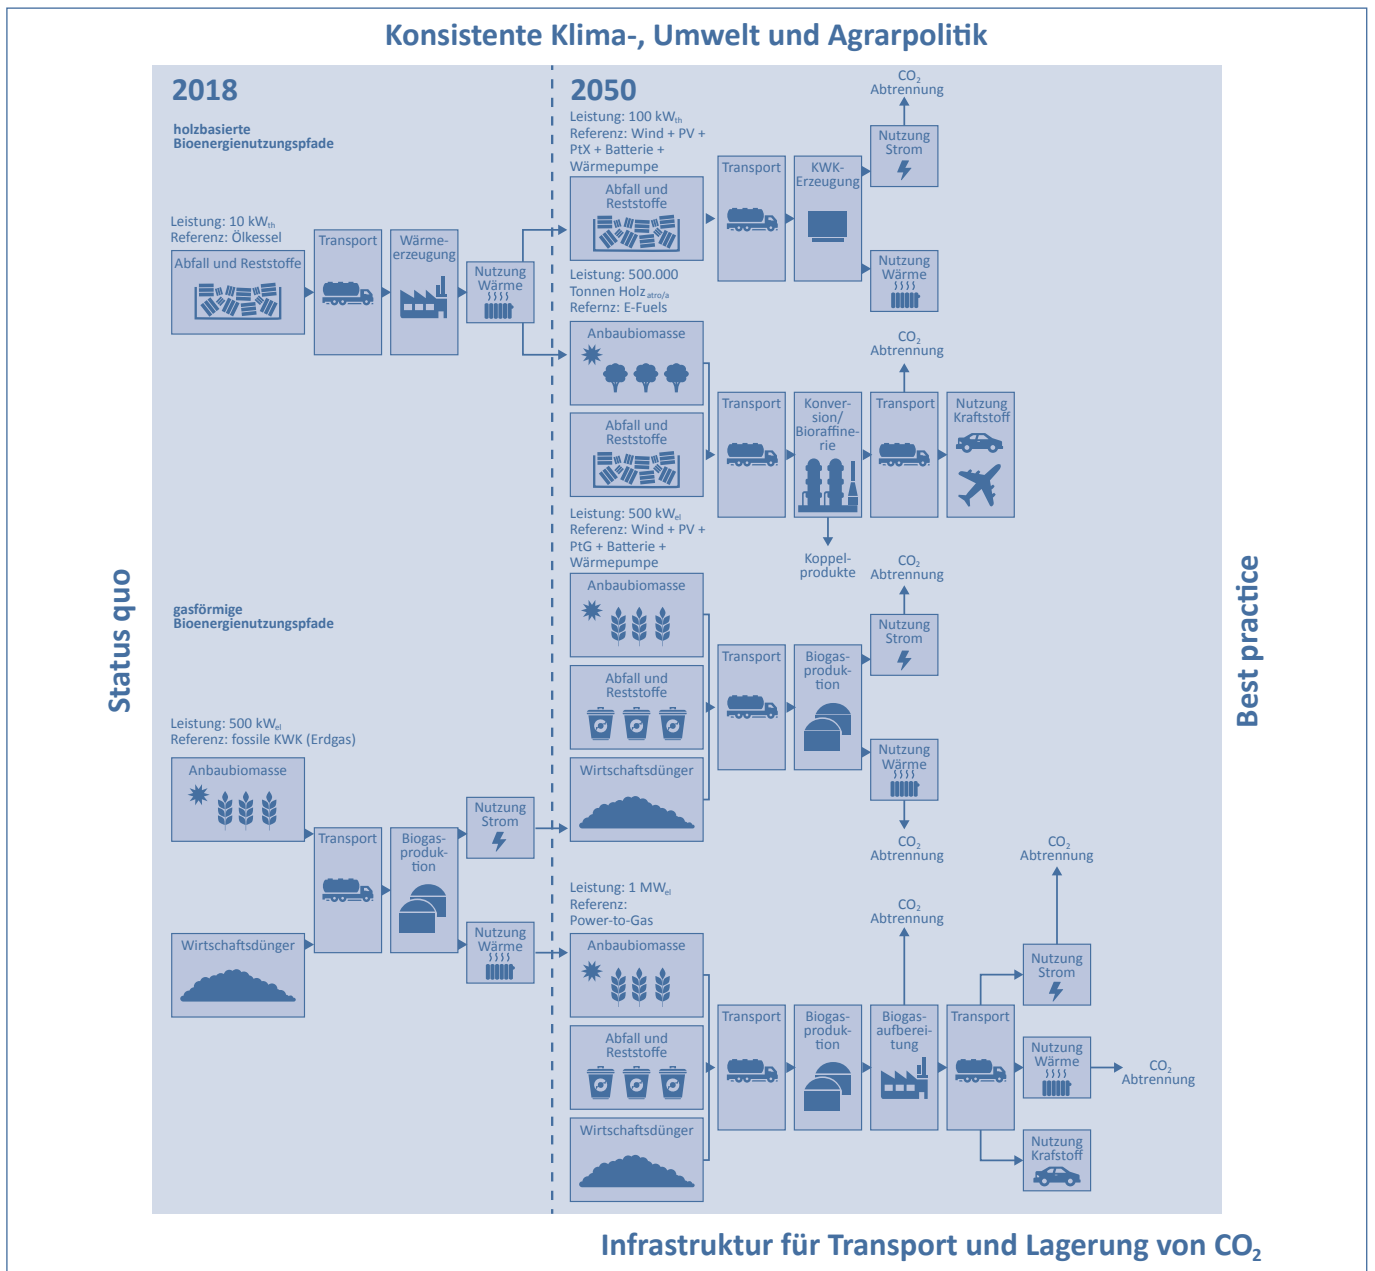 Konsistente Klima-, Umwelt und Agrarpolitik
Status quo
2018
holzbasierte
Bioenergienutzungspfade
Leistung: 10 kWth
Referenz: Ölkessel
Abfall und Reststoffe
Transport
Wärme-
erzeugung
Nutzung
Wärme
gasförmige
Bioenergienutzungspfade
Leistung: 500 kWel
Referenz: fossile KWK (Erdgas)
Anbaubiomasse
Wirtschaftsdünger
Transport
Biogas-
produk-
tion
Nutzung
Strom
Nutzung
Wärme
2050
Leistung: 100 kWth
Referenz: Wind + PV +
PtX + Batterie +
Wärmepumpe
Abfall und
Reststoffe
Transport
KWK-
Erzeugung
Nutzung
Strom
CO2
Abtrennung
Nutzung
Wärme
Leistung: 500.000
Tonnen Holz atro/a
Refernz: E-Fuels
Anbaubiomasse
Abfall und
Reststoffe
Transport
Konver-
sion/
Bioraffine-
rie
Koppel-
produkte
Transport
CO2
Abtrennung
Nutzung
Kraftstoff
Leistung: 500 kWel
Referenz: Wind + PV +
PtG + Batterie +
Wärmepumpe
Anbaubiomasse
Abfall und
Reststoffe
Wirtschaftsdünger
Transport
Biogas-
produk-
tion
Nutzung
Strom
CO2
Abtrennung
Nutzung
Wärme
CO2
Abtrennung
Leistung: 1 MWel
Referenz:
Power-to-Gas
Anbaubiomasse
Abfall und
Reststoffe
Wirtschaftsdünger
Transport
Biogas-
produk-
tion
Biogas-
aufberei-
tung
CO2
Abtrennung
Transport
Nutzung
Strom
CO2
Abtrennung
Nutzung
Wärme
CO2
Abtrennung
Nutzung
Krafstoff
Best practice
Infrastruktur für Transport und Lagerung von CO2